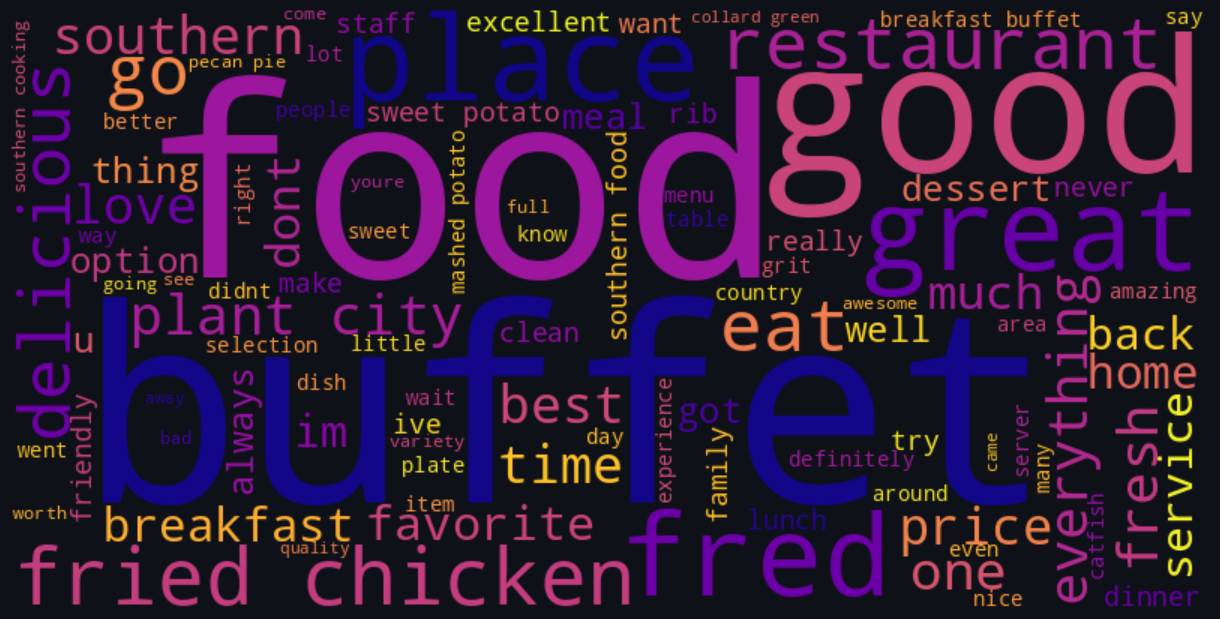 come
staff
excellent
want
collard green
breakfast buffet
say
southern
place
restaurant
southern cooking
go
pecan pie
lot
good
delicious
people
sweet potato
meal
rib
better
food
thing
right
dont
mashed potato
southern food
youre
menu
table
full
know
sweet
dessert
never
love
way
great
option
really
grit
going
see
didnt
make
country
awesome
much
amazing
plant city
u
clean
eat
well
area
everything
back
selection
little
buffet
home
dish
away
bad
always
im
wait
ive
variety
plate
best
day
time
experience
got
family
definitely
try
came
server
many
fresh
service
friendly
went
around
item
worth
breakfast
favorite
lunch
fred
price
even
catfish
fried chicken
quality
one
nice
dinner